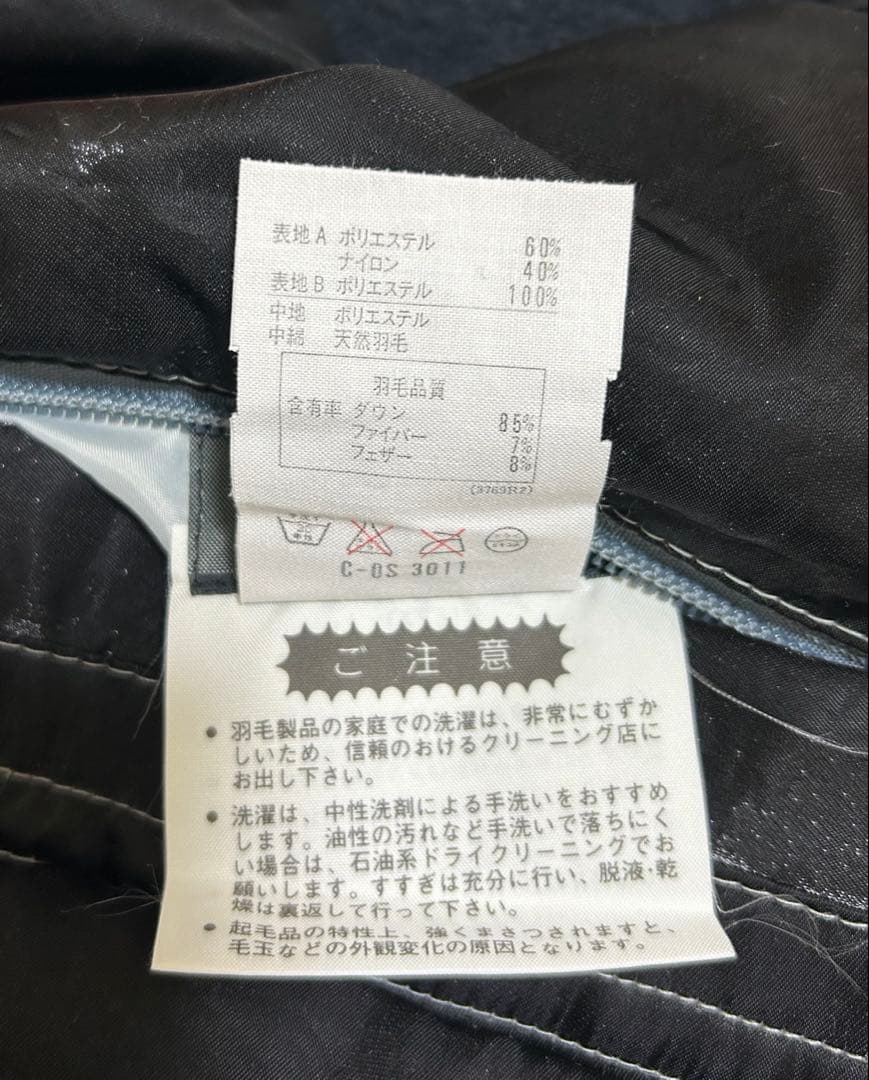 表地A ポリエステル 60%
ナイロン 40%
表地B ポリエステル 100%
中地 ポリエステル
中綿 天然羽毛
羽毛品質
含有率 ダウン 85%
ファイバー 7%
フェザー 8%
(3769R2)
中性
C-OS 3011
ご注意
• 羽毛製品の家庭での洗濯は、非常にむずか
しいため、信頼のおけるクリーニング店に
お出し下さい。
• 洗濯は、中性洗剤による手洗いをおすすめ
します。油性の汚れなど手洗いで落ちにく
い場合は、石油系ドライクリーニングでお
願いします。すすぎは充分に行い、脱液・乾
燥は裏返して行って下さい。
• 起毛品の特性上、強くまさつされますと、
毛玉などの外観変化の原因となります。